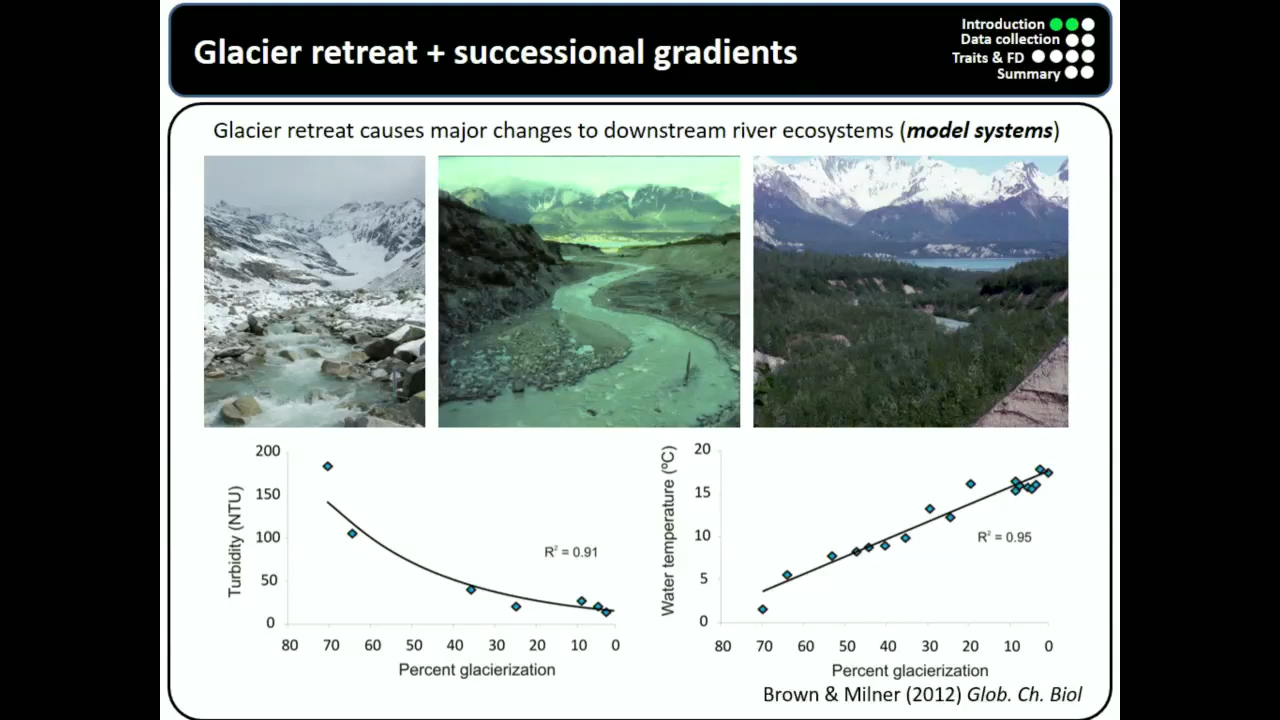 Glacier retreat + successional gradients
Introduction
Data collection
Traits & FD
Summary
Glacier retreat causes major changes to downstream river ecosystems (model systems)
Turbidity (NTU)
200
150
100
50
0
R² = 0.91
80 70 60 50 40 30 20 10 0
Percent glacierization
Water temperature (ºC)
20
15
10
5
0
R² = 0.95
80 70 60 50 40 30 20 10 0
Percent glacierization
Brown & Milner (2012) Glob. Ch. Biol